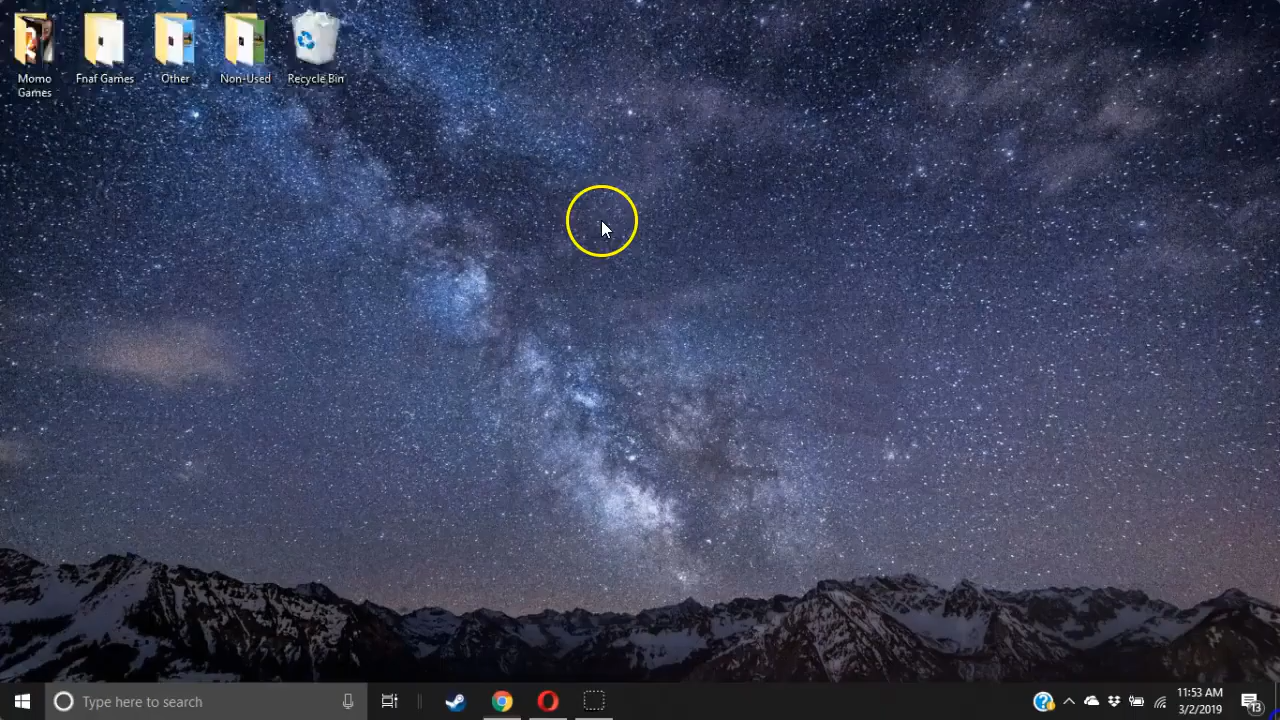 Momo
Games
Fnaf Games
Other
Non-Used
Recycle Bin
Type here to search
11:53 AM
3/2/2019
13